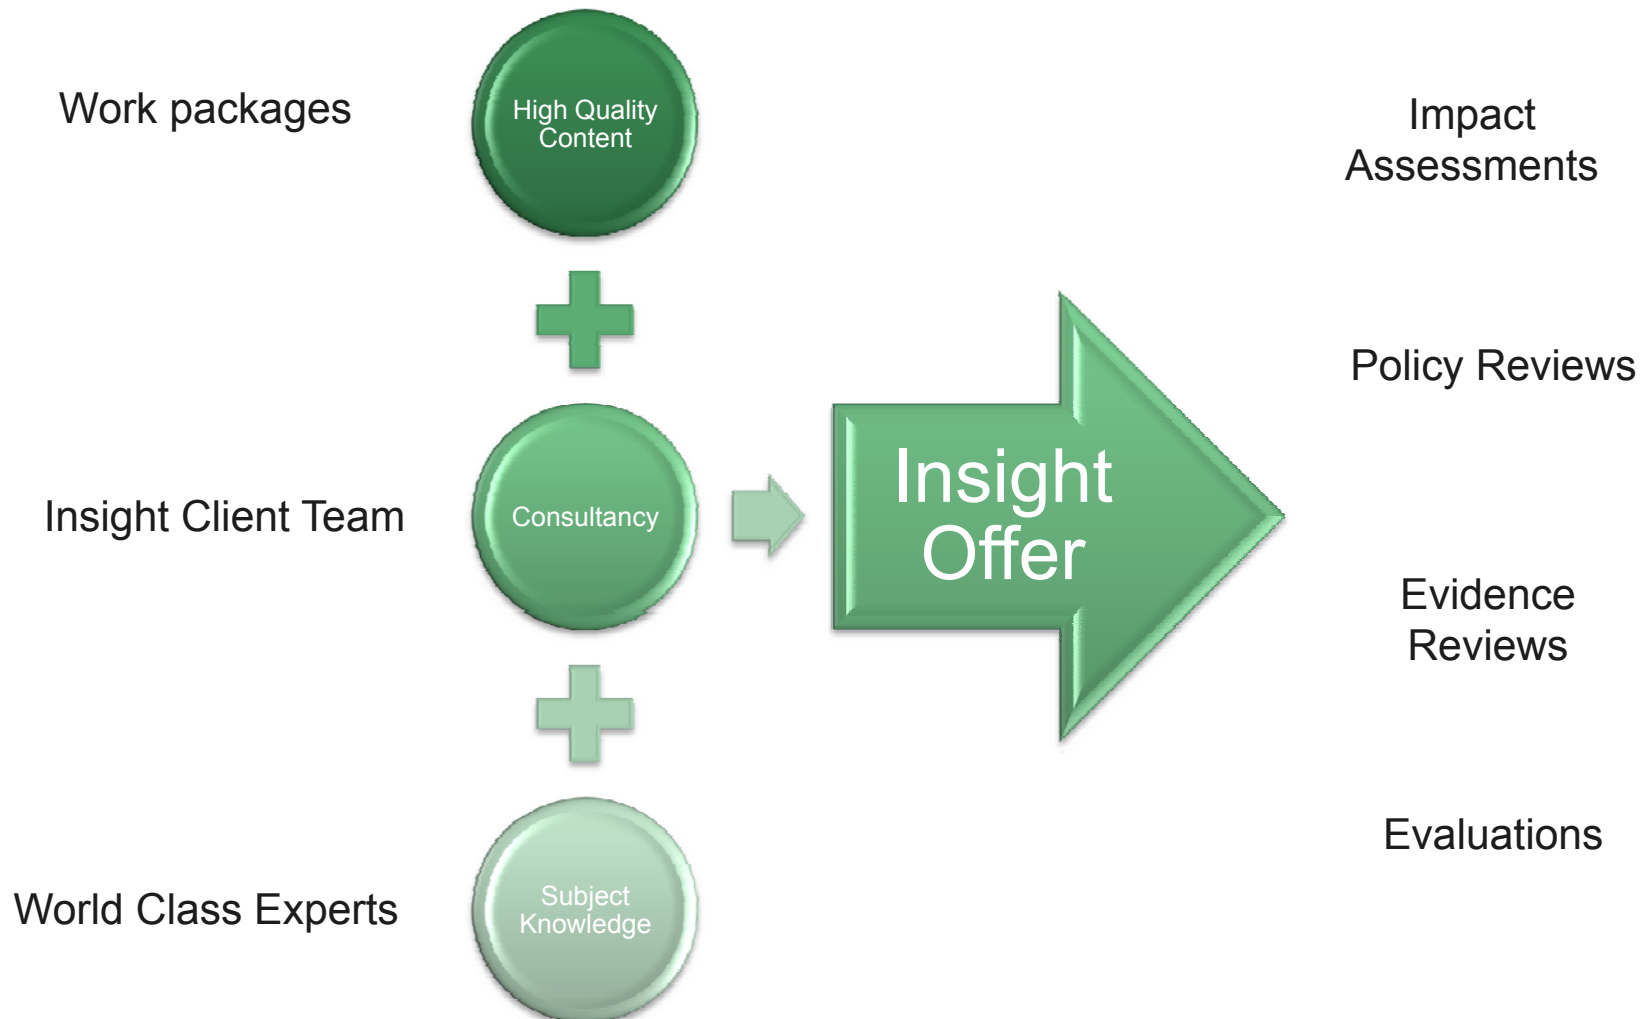 Work packages
High Quality
Content
Impact
Assessments
Policy Reviews
Insight Client Team
Consultancy
Insight
Offer
Evidence
Reviews
Evaluations
World Class Experts
Subject
Knowledge